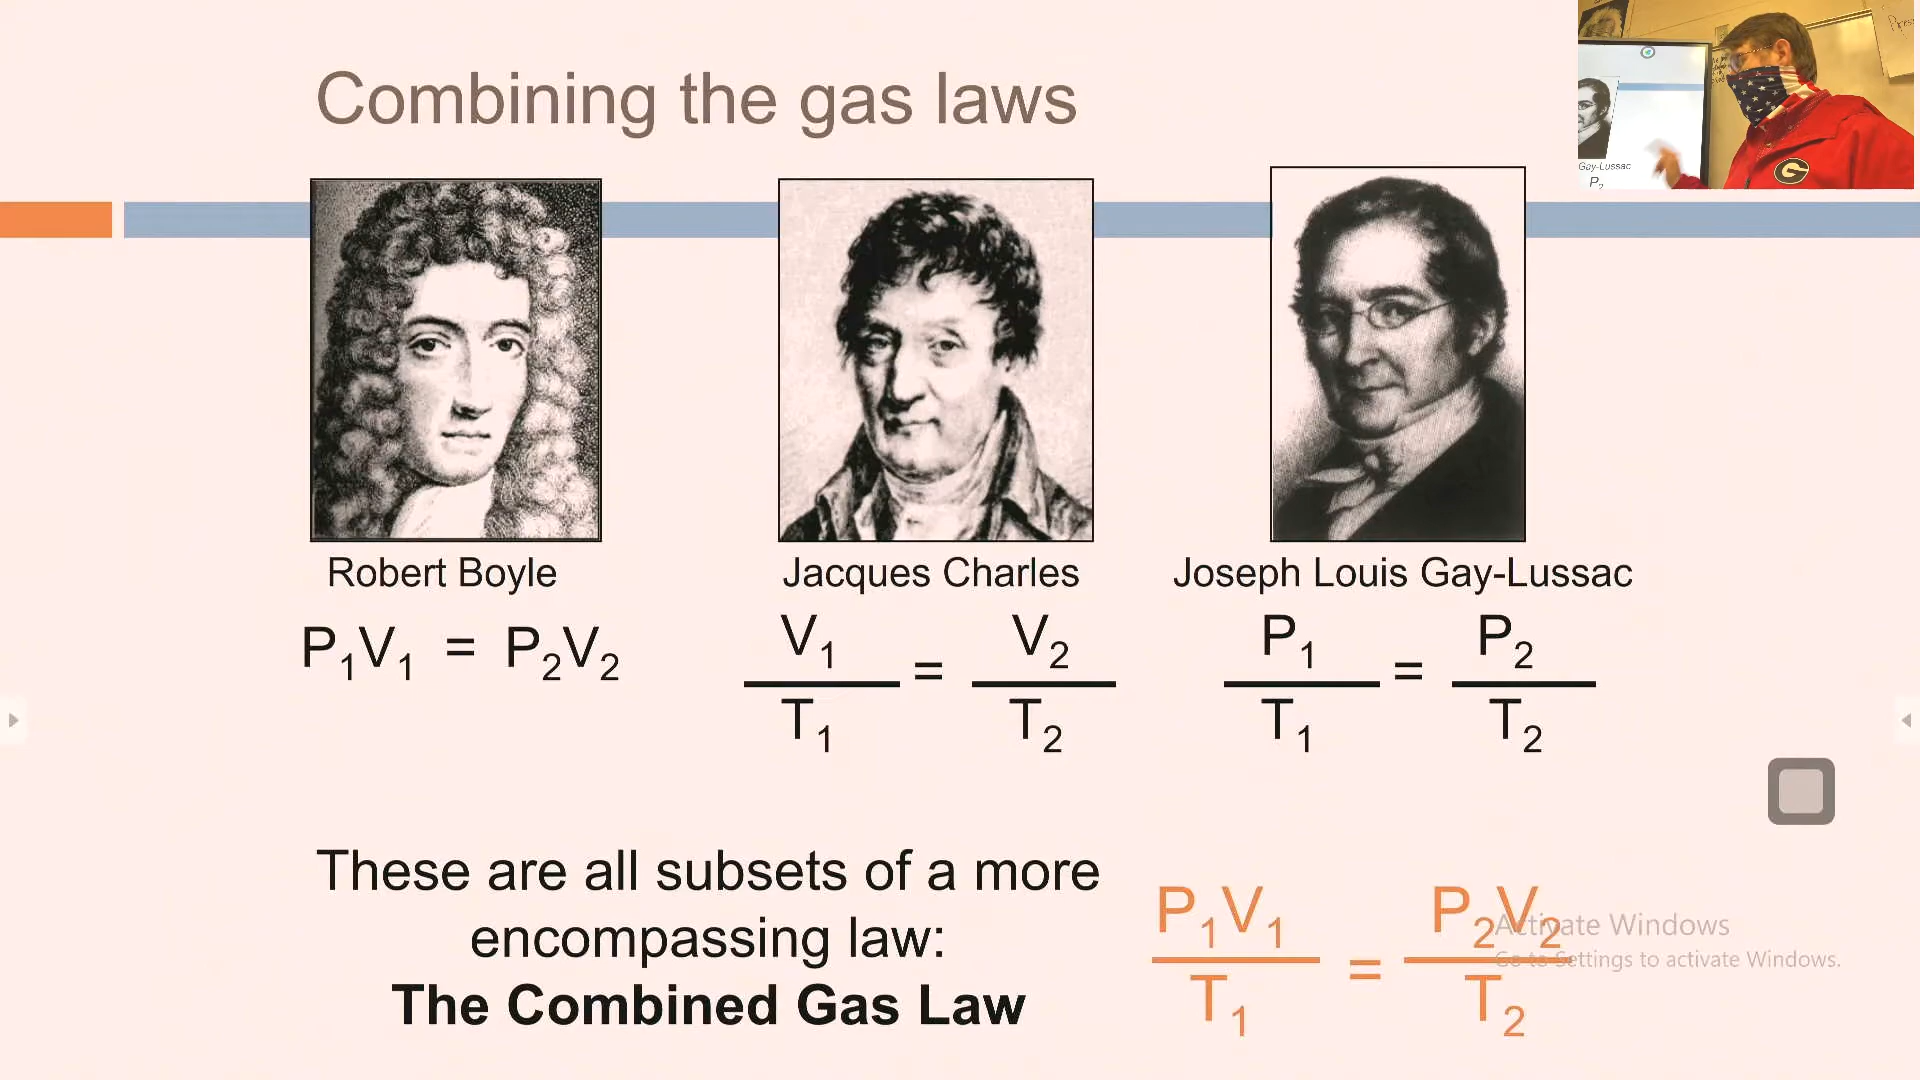 Combining the gas laws
Gay-Lussac
P₂
Robert Boyle
Jacques Charles
Joseph Louis Gay-Lussac
P₁V₁ = P₂V₂
V₁ = V₂
T₁ T₂
P₁ = P₂
T₁ T₂
These are all subsets of a more
encompassing law:
The Combined Gas Law
P₁V₁ = P₂V₂
T₁ T₂
Activate Windows
Go to Settings to activate Windows.
G